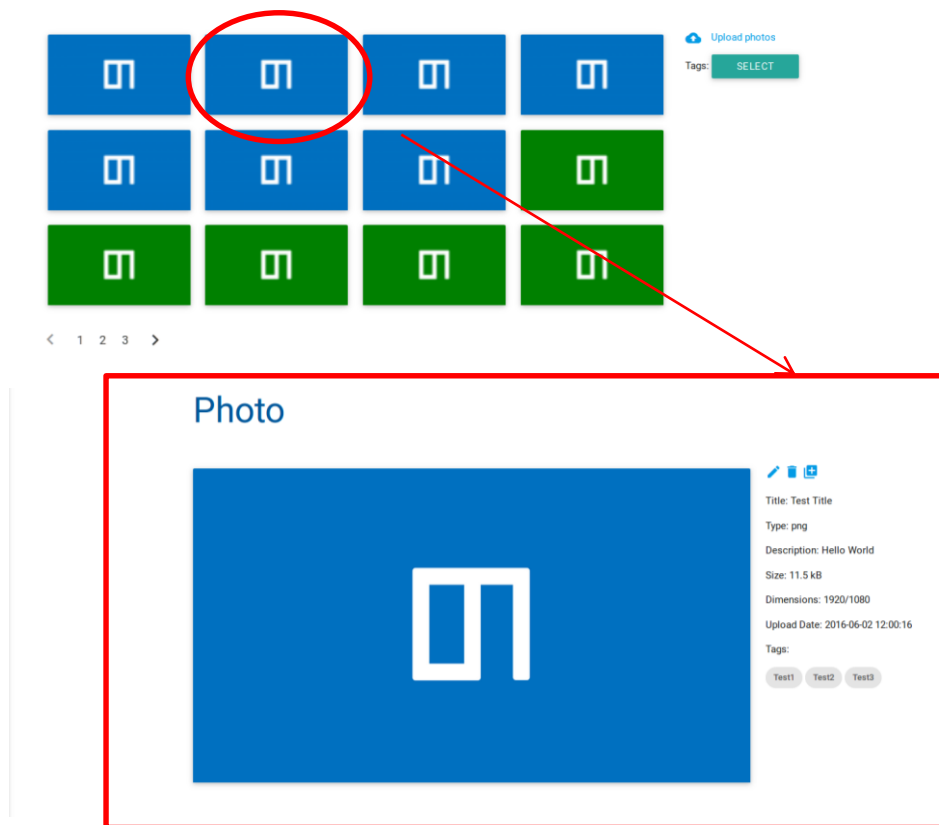 Upload photos
Tags: SELECT
1 2 3
Photo
Title: Test Title
Type: png
Description: Hello World
Size: 11.5 kB
Dimensions: 1920/1080
Upload Date: 2016-06-02 12:00:16
Tags:
Test1 Test2 Test3